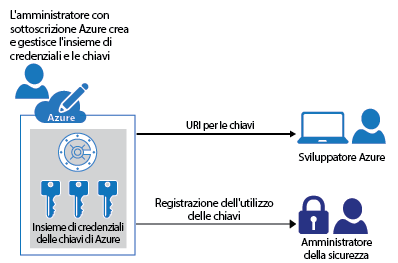 L'amministratore con
sottoscrizione Azure crea
e gestisce l'insieme di
credenziali e le chiavi
Azure
URI per le chiavi
Sviluppatore Azure
Insieme di credenziali
delle chiavi di Azure
Registrazione dell'utilizzo
delle chiavi
Amministratore
della sicurezza